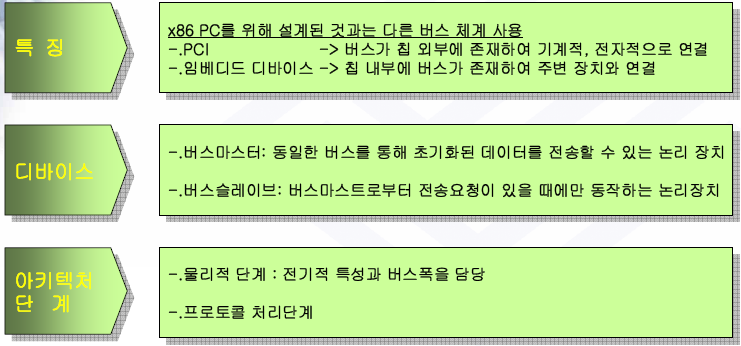 특 징
x86 PC를 위해 설계된 것과는 다른 버스 체계 사용
-.PCI -> 버스가 칩 외부에 존재하여 기계적, 전자적으로 연결
-.임베디드 디바이스 -> 칩 내부에 버스가 존재하여 주변 장치와 연결
디바이스
-.버스마스터: 동일한 버스를 통해 초기화된 데이터를 전송할 수 있는 논리 장치
-.버스슬레이브: 버스마스트로부터 전송요청이 있을 때에만 동작하는 논리장치
아키텍처
단 계
-.물리적 단계 : 전기적 특성과 버스폭을 담당
-.프로토콜 처리단계